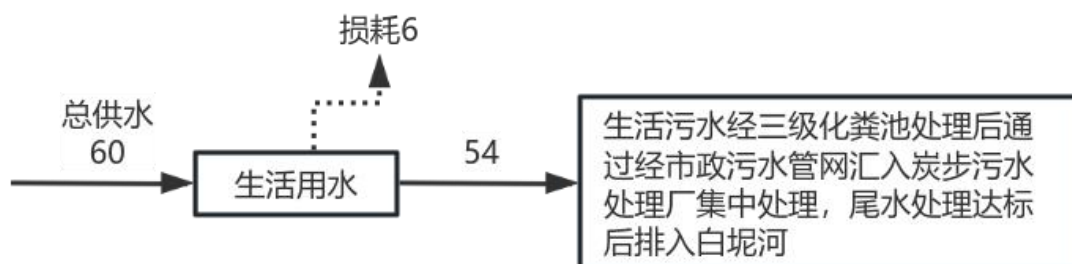 损耗6
总供水
60
生活用水
54
生活污水经三级化粪池处理后通
过经市政污水管网汇入炭步污水
处理厂集中处理，尾水处理达标
后排入白坭河